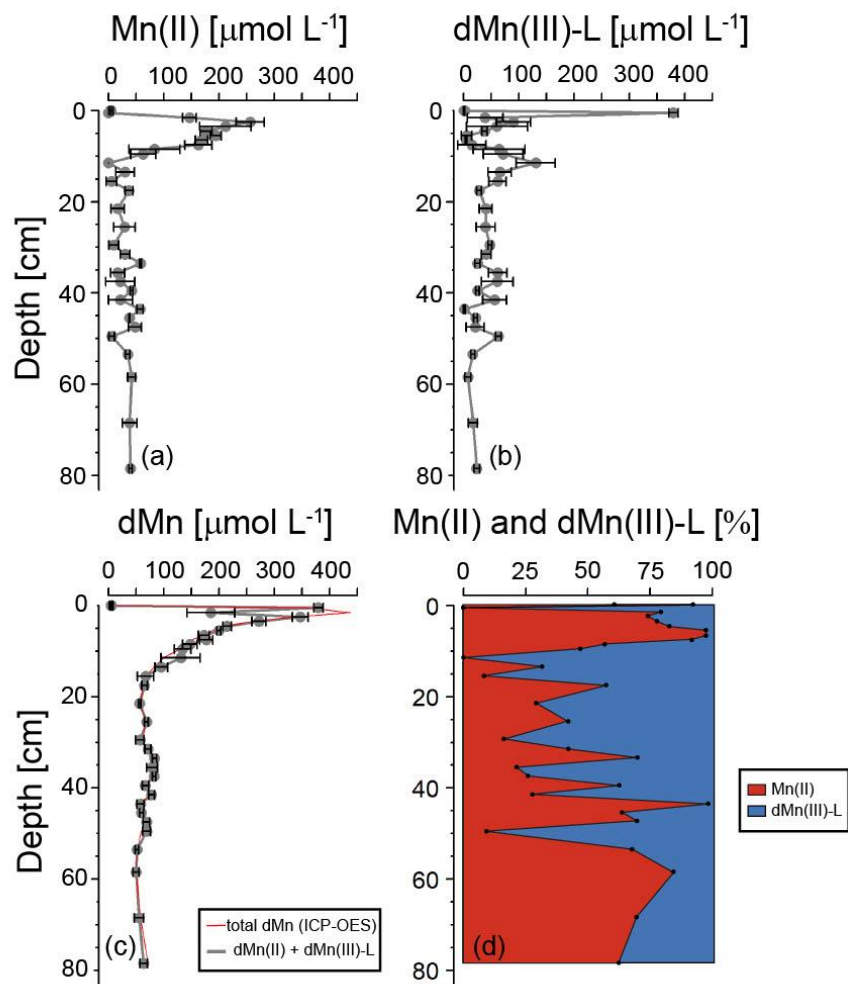 Mn(II) [μmol L-1]
dMn(III)-L [μmol L-1]
0 100 200 300 400
0 100 200 300 400
0
20
40
60
80
Depth [cm]
(a)
0
20
40
60
80
(b)
dMn [μmol L-1]
Mn(II) and dMn(III)-L [%]
0 100 200 300 400
0 25 50 75 100
0
20
40
60
80
Depth [cm]
(c)
total dMn (ICP-OES)
dMn(II) + dMn(III)-L
0
20
40
60
80
(d)
Mn(II)
dMn(III)-L